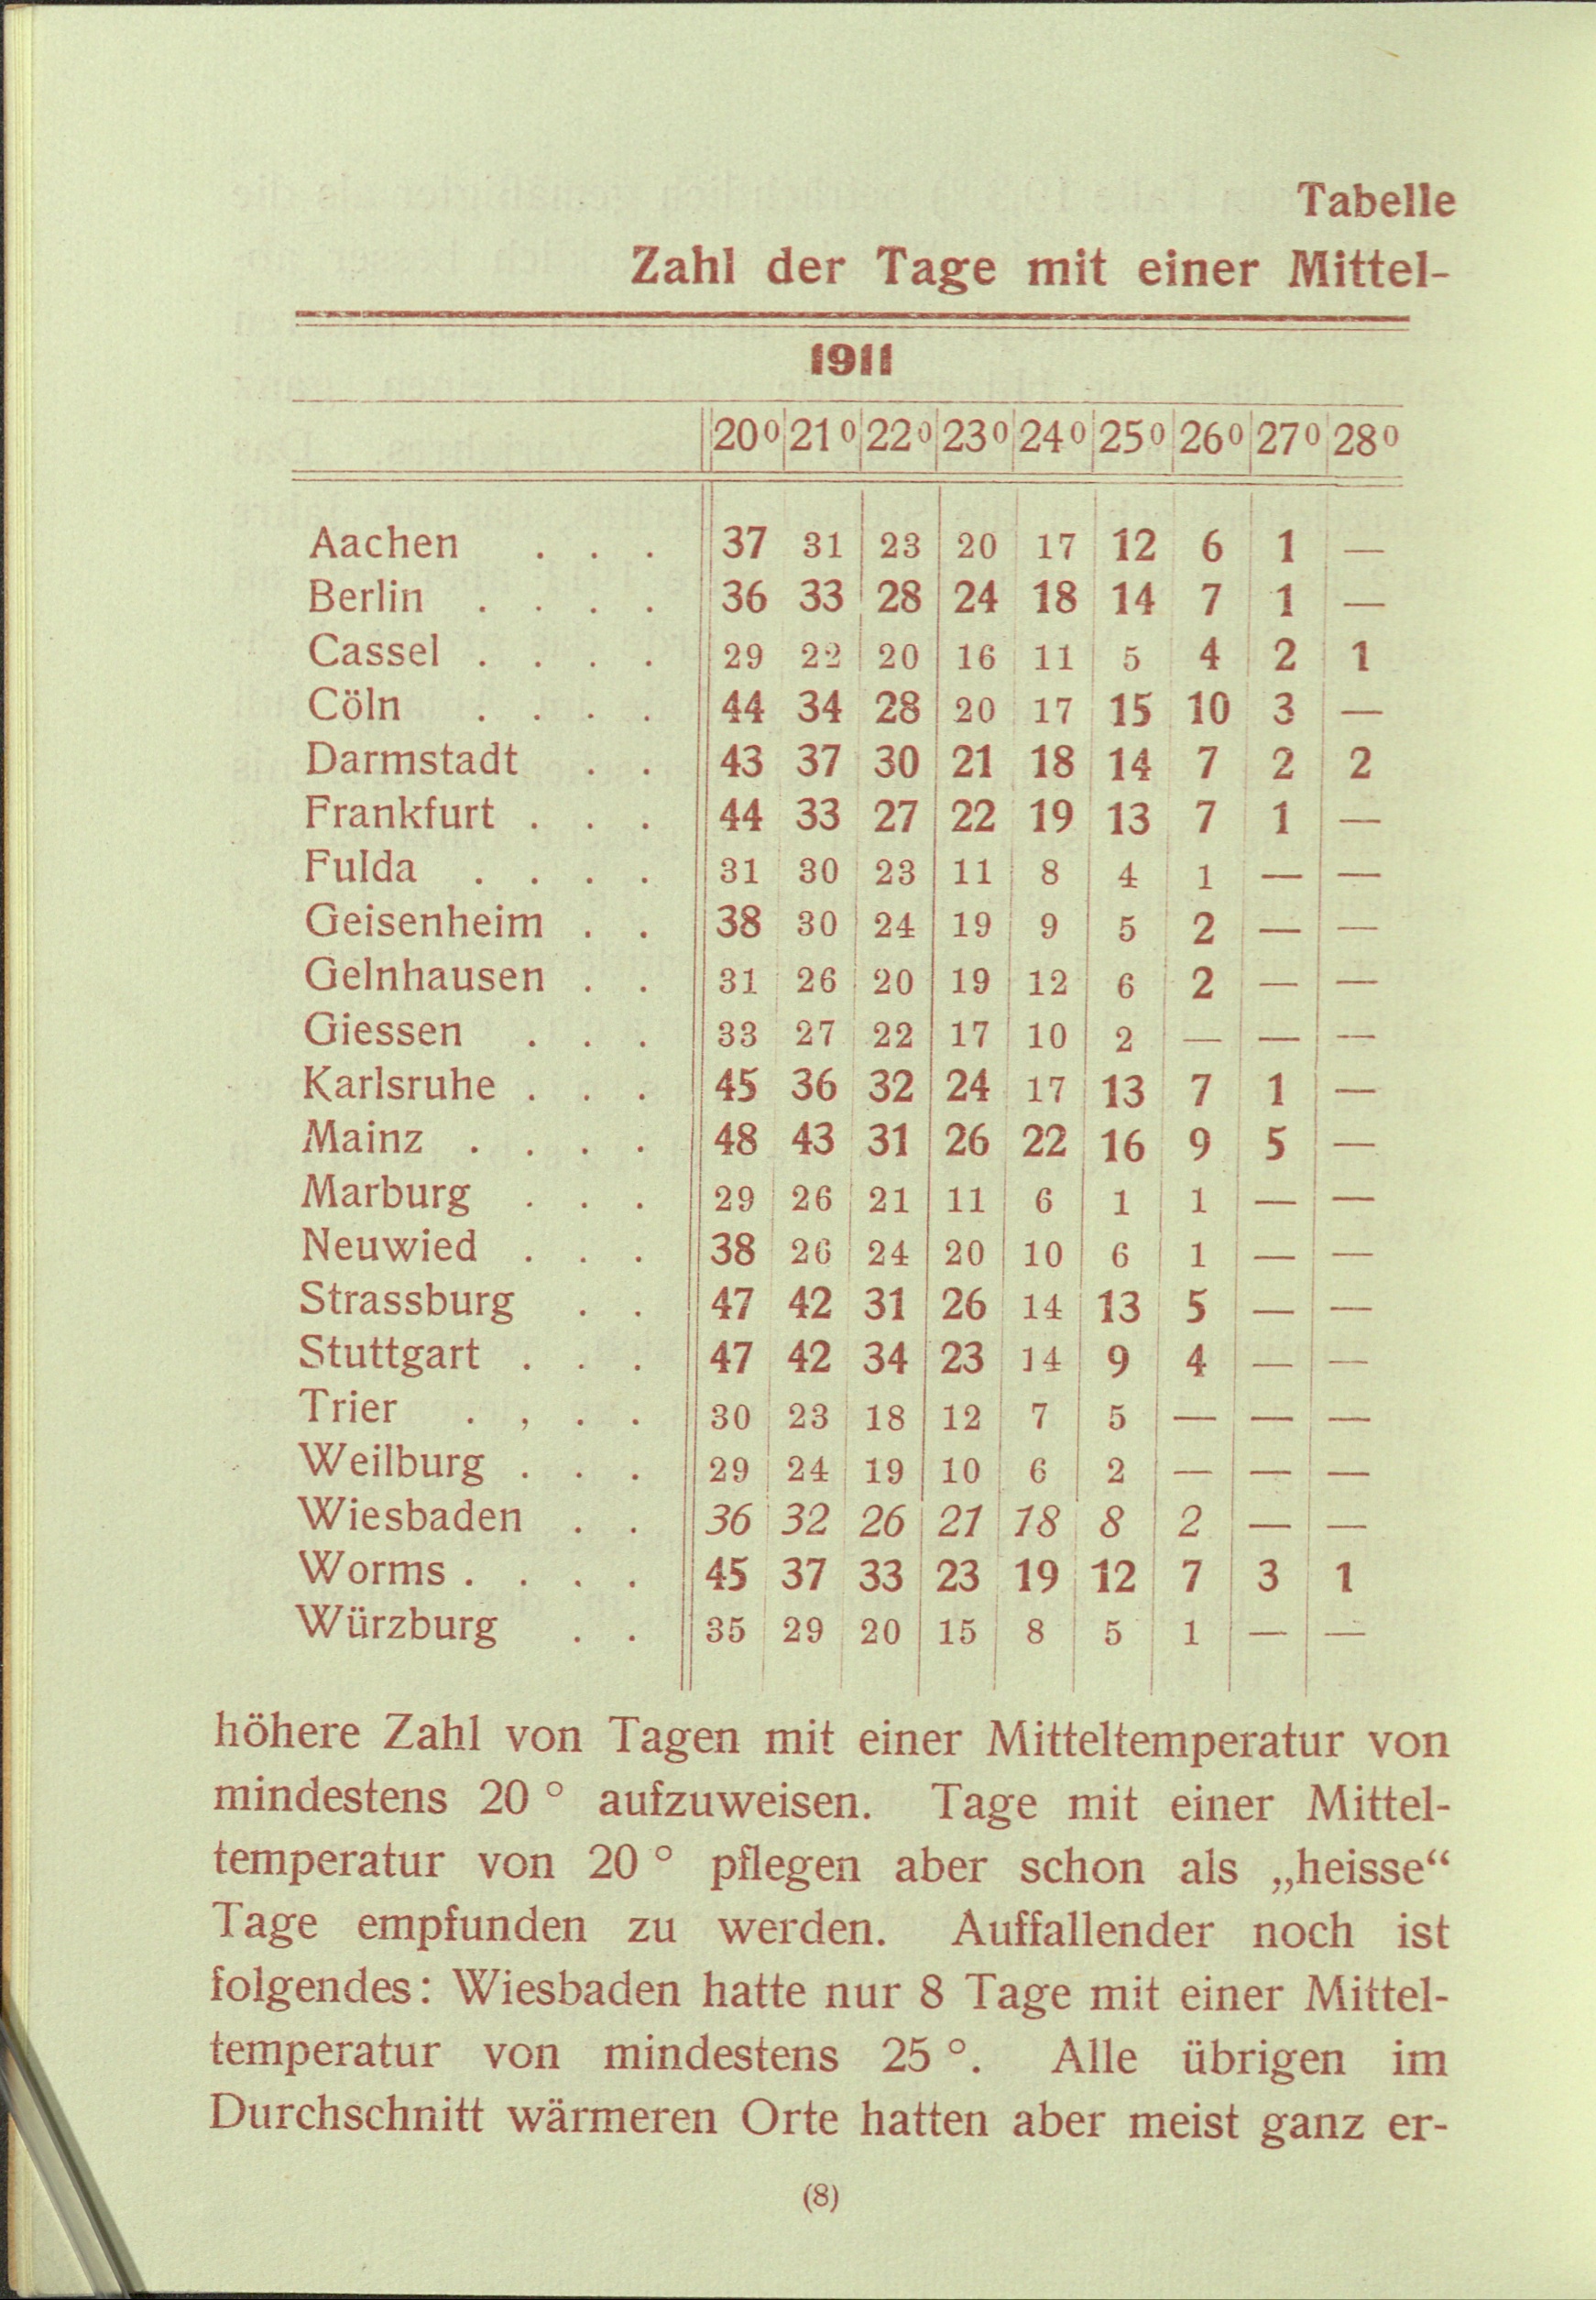 Tabelle
Zahl der Tage mit einer Mittel-
1911
20⁰ 21⁰ 22⁰ 23⁰ 24⁰ 25⁰ 26⁰ 27⁰ 28⁰
Aachen . . . 37 31 23 20 17 12 6 1 —
Berlin . . . . 36 33 28 24 18 14 7 1 —
Cassel . . . . 29 22 20 16 11 5 4 2 1
Cöln . . . . 44 34 28 20 17 15 10 3 —
Darmstadt . . 43 37 30 21 18 14 7 2 2
Frankfurt . . . 44 33 27 22 19 13 7 1 —
Fulda . . . . 31 30 23 11 8 4 1 — —
Geisenheim . . 38 30 24 19 9 5 2 — —
Gelnhausen . . 31 26 20 19 12 6 2 — —
Giessen . . . 33 27 22 17 10 2 — — —
Karlsruhe . . . 45 36 32 24 17 13 7 1 —
Mainz . . . . 48 43 31 26 22 16 9 5 —
Marburg . . . 29 26 21 11 6 1 1 — —
Neuwied . . . 38 26 24 20 10 6 1 — —
Strassburg . . 47 42 31 26 14 13 5 — —
Stuttgart . . . 47 42 34 23 14 9 4 — —
Trier . , . . 30 23 18 12 7 5 — — —
Weilburg . . . 29 24 19 10 6 2 — — —
Wiesbaden . . 36 32 26 21 18 8 2 — —
Worms . . . . 45 37 33 23 19 12 7 3 1
Würzburg . . 35 29 20 15 8 5 1 — —
höhere Zahl von Tagen mit einer Mitteltemperatur von
mindestens 20 ° aufzuweisen. Tage mit einer Mittel-
temperatur von 20 ° pflegen aber schon als „heisse“
Tage empfunden zu werden. Auffallender noch ist
folgendes: Wiesbaden hatte nur 8 Tage mit einer Mittel-
temperatur von mindestens 25 °. Alle übrigen im
Durchschnitt wärmeren Orte hatten aber meist ganz er-
(8)